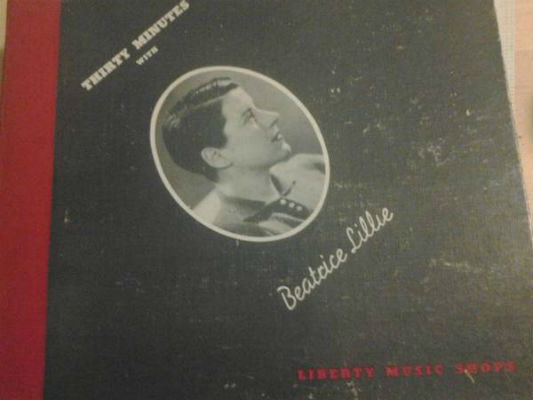 THIRTY MINUTES
WITH
Beatrice Lillie
LIBERTY MUSIC SHOPS